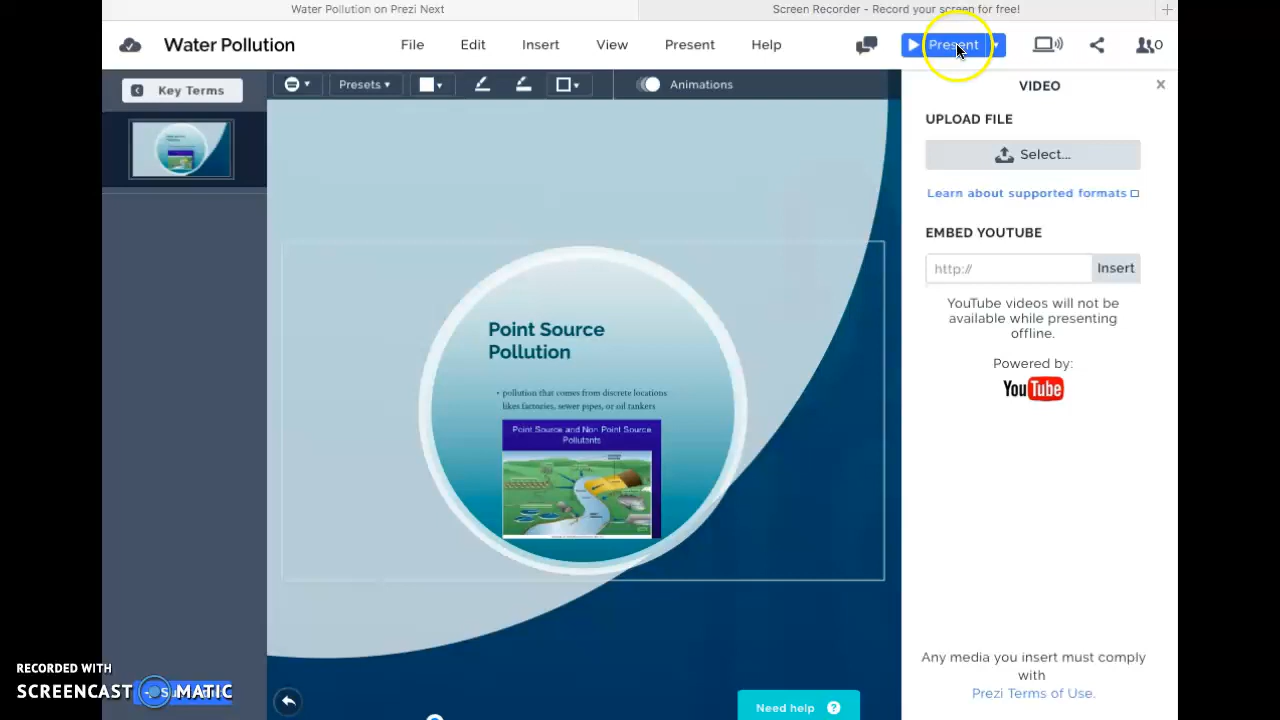 Water Pollution on Prezi Next
Screen Recorder - Record your screen for free!
Water Pollution
File
Edit
Insert
View
Present
Help
Present
0
Key Terms
Presets
Animations
VIDEO
UPLOAD FILE
Select...
Learn about supported formats
EMBED YOUTUBE
http://
Insert
YouTube videos will not be
available while presenting
offline.
Powered by:
YouTube
Point Source
Pollution
• pollution that comes from discrete locations
likes factories, sewer pipes, or oil tankers
Point Source and Non Point Source
Pollutants
Any media you insert must comply
with
Prezi Terms of Use.
Need help ?
RECORDED WITH
SCREENCAST MATIC